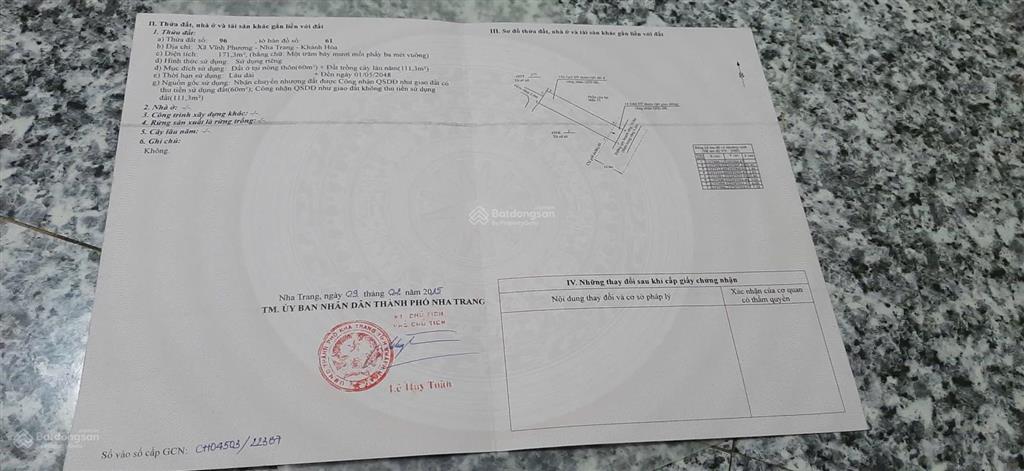 II. Thửa đất, nhà ở và tài sản khác gắn liền với đất
1. Thửa đất:
a) Thửa đất số: 96 , tờ bản đồ số: 61
b) Địa chỉ: Xã Vĩnh Phương - Nha Trang - Khánh Hòa
c) Diện tích: 171,3m², (bằng chữ: Một trăm bảy mươi mốt phẩy ba mét vuông)
d) Hình thức sử dụng: Sử dụng riêng
đ) Mục đích sử dụng: Đất ở tại nông thôn(60m²) + Đất trồng cây lâu năm(111,3m²)
e) Thời hạn sử dụng: Lâu dài + Đến ngày 01/05/2048
g) Nguồn gốc sử dụng: Nhận chuyển nhượng đất được Công nhận QSDĐ như giao đất có
thu tiền sử dụng đất(60m²); Công nhận QSDĐ như giao đất không thu tiền sử dụng
đất(111,3m²)
2. Nhà ở: -/-
3. Công trình xây dựng khác: -/-
4. Rừng sản xuất là rừng trồng: -/-
5. Cây lâu năm: -/-
6. Ghi chú:
Không.
Nha Trang, ngày 09 tháng 02 năm 2015
TM. ỦY BAN NHÂN DÂN THÀNH PHỐ NHA TRANG
KT. CHỦ TỊCH
PHÓ CHỦ TỊCH
Lê Huy Toàn
Số vào sổ cấp GCN: CH04503/22387
III. Sơ đồ thửa đất, nhà ở và tài sản khác gắn liền với đất
IV. Những thay đổi sau khi cấp giấy chứng nhận
Nội dung thay đổi và cơ sở pháp lý
Xác nhận của cơ quan
có thẩm quyền
Batdongsan
by PropertyGuru
Batdongsan
by PropertyGuru